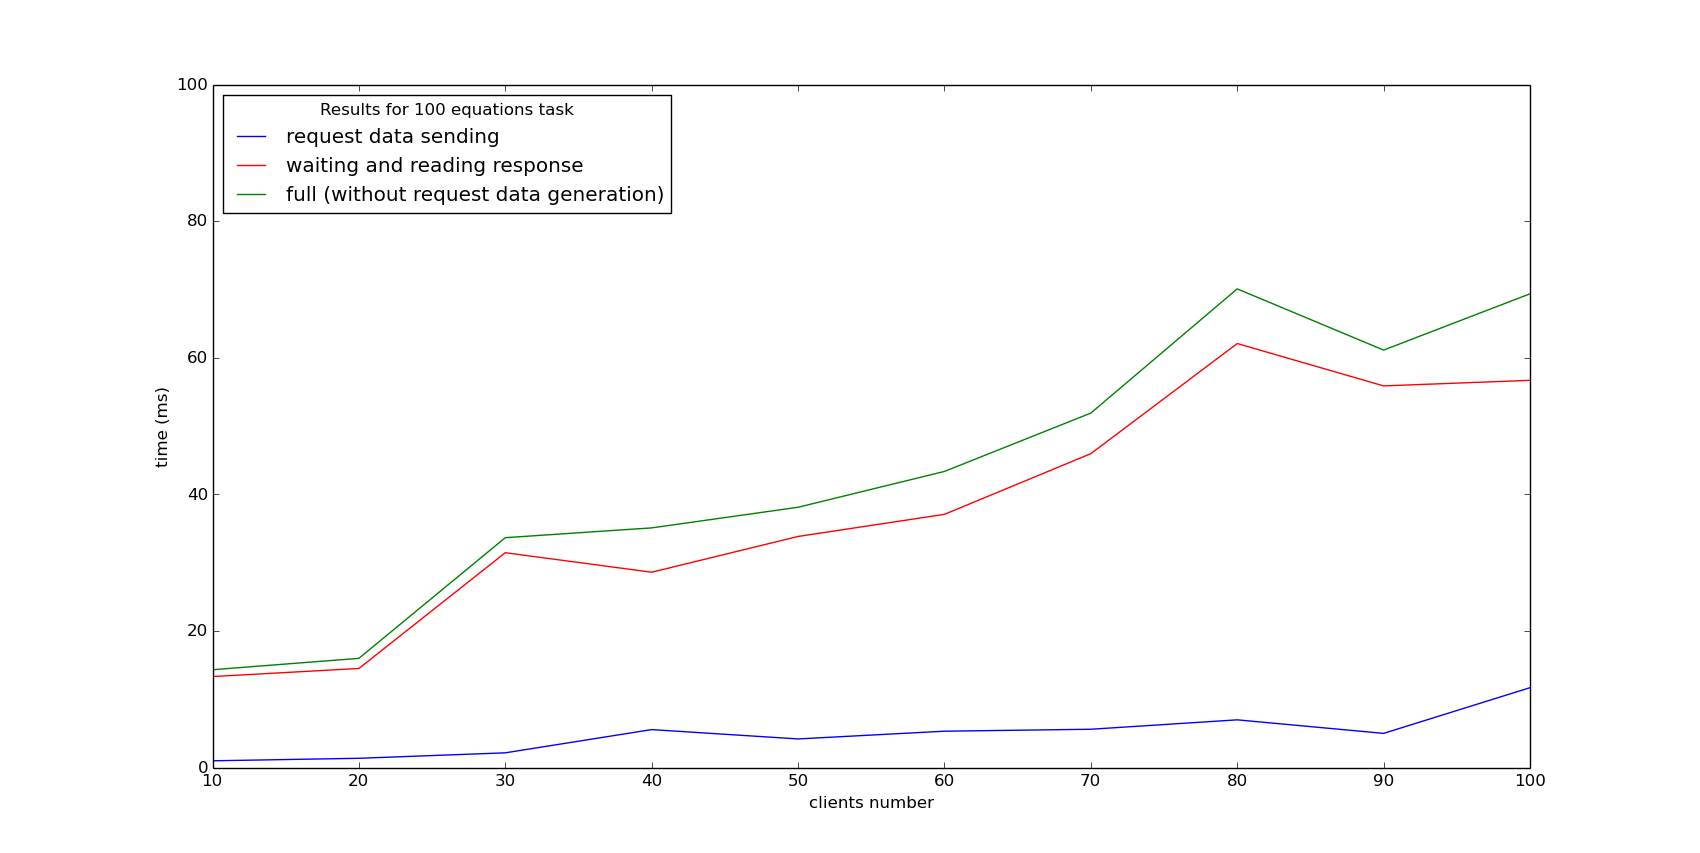 Results for 100 equations task
request data sending
waiting and reading response
full (without request data generation)
100
80
60
40
20
0
time (ms)
10 20 30 40 50 60 70 80 90 100
clients number